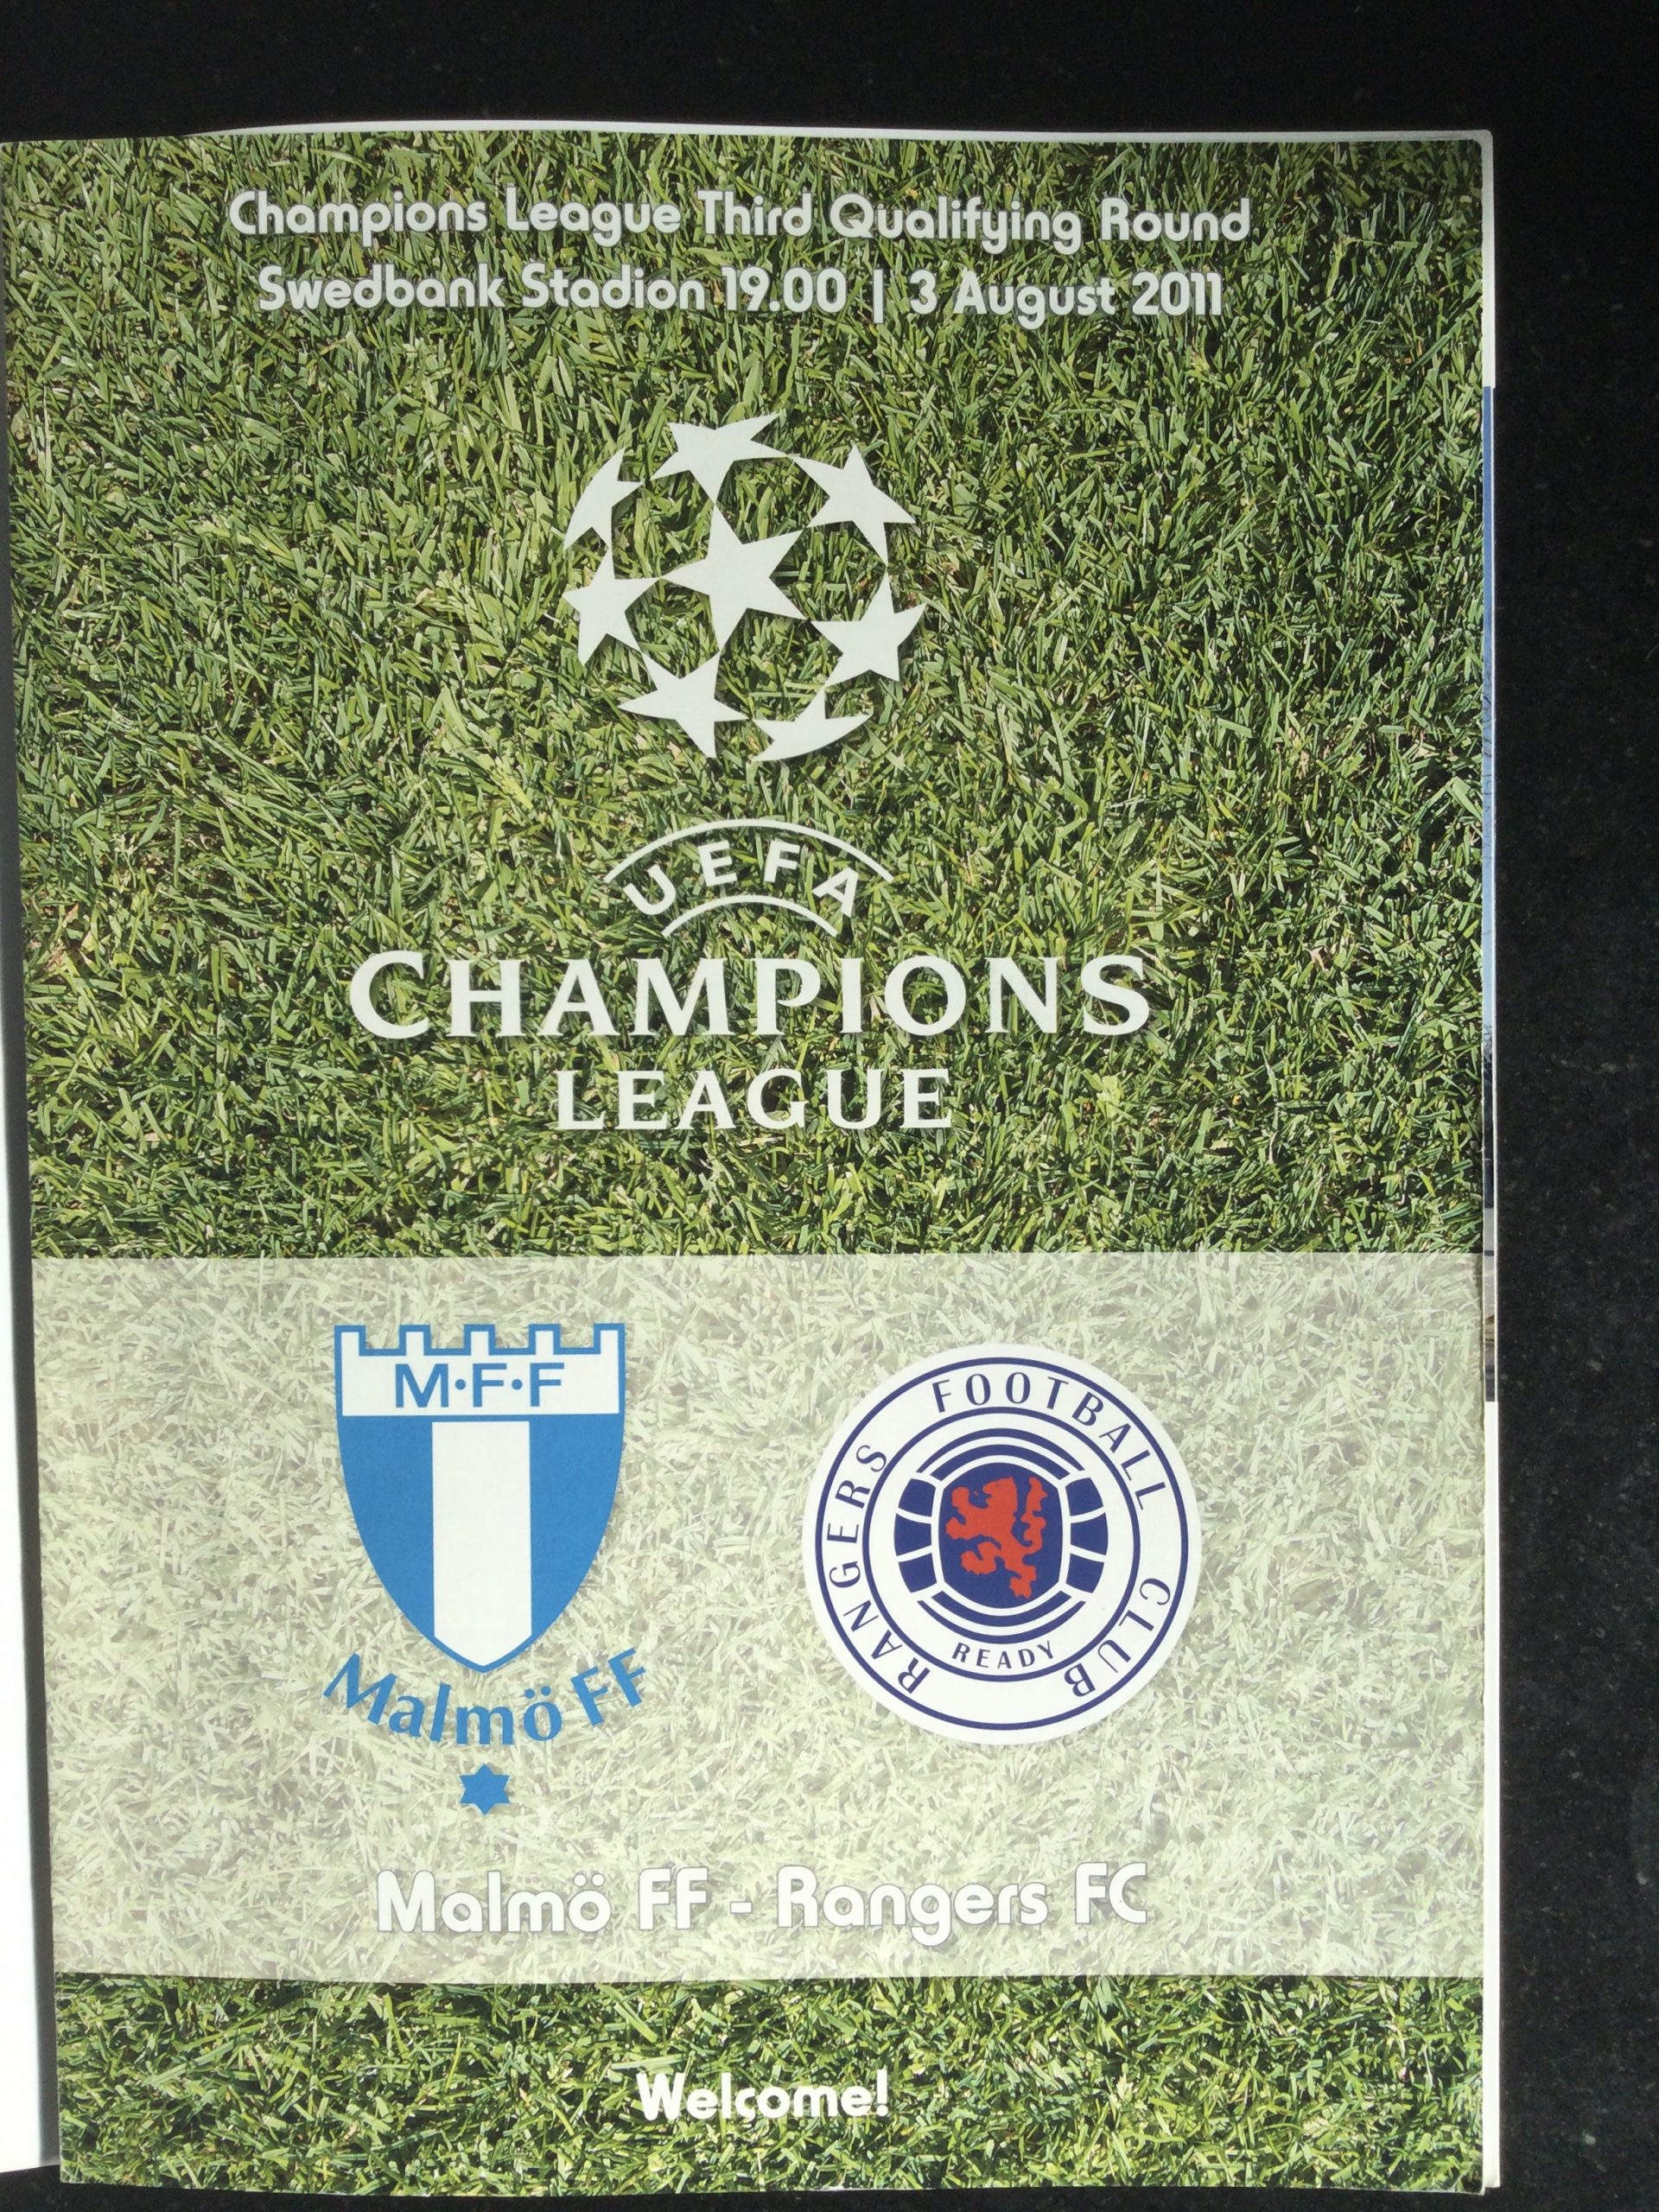 Champions League Third Qualifying Round
Swedbank Stadion 19.00 | 3 August 2011
UEFA
CHAMPIONS
LEAGUE
M·F·F
Malmö FF
RANGERS FOOTBALL CLUB
READY
Malmö FF - Rangers FC
Welcome!